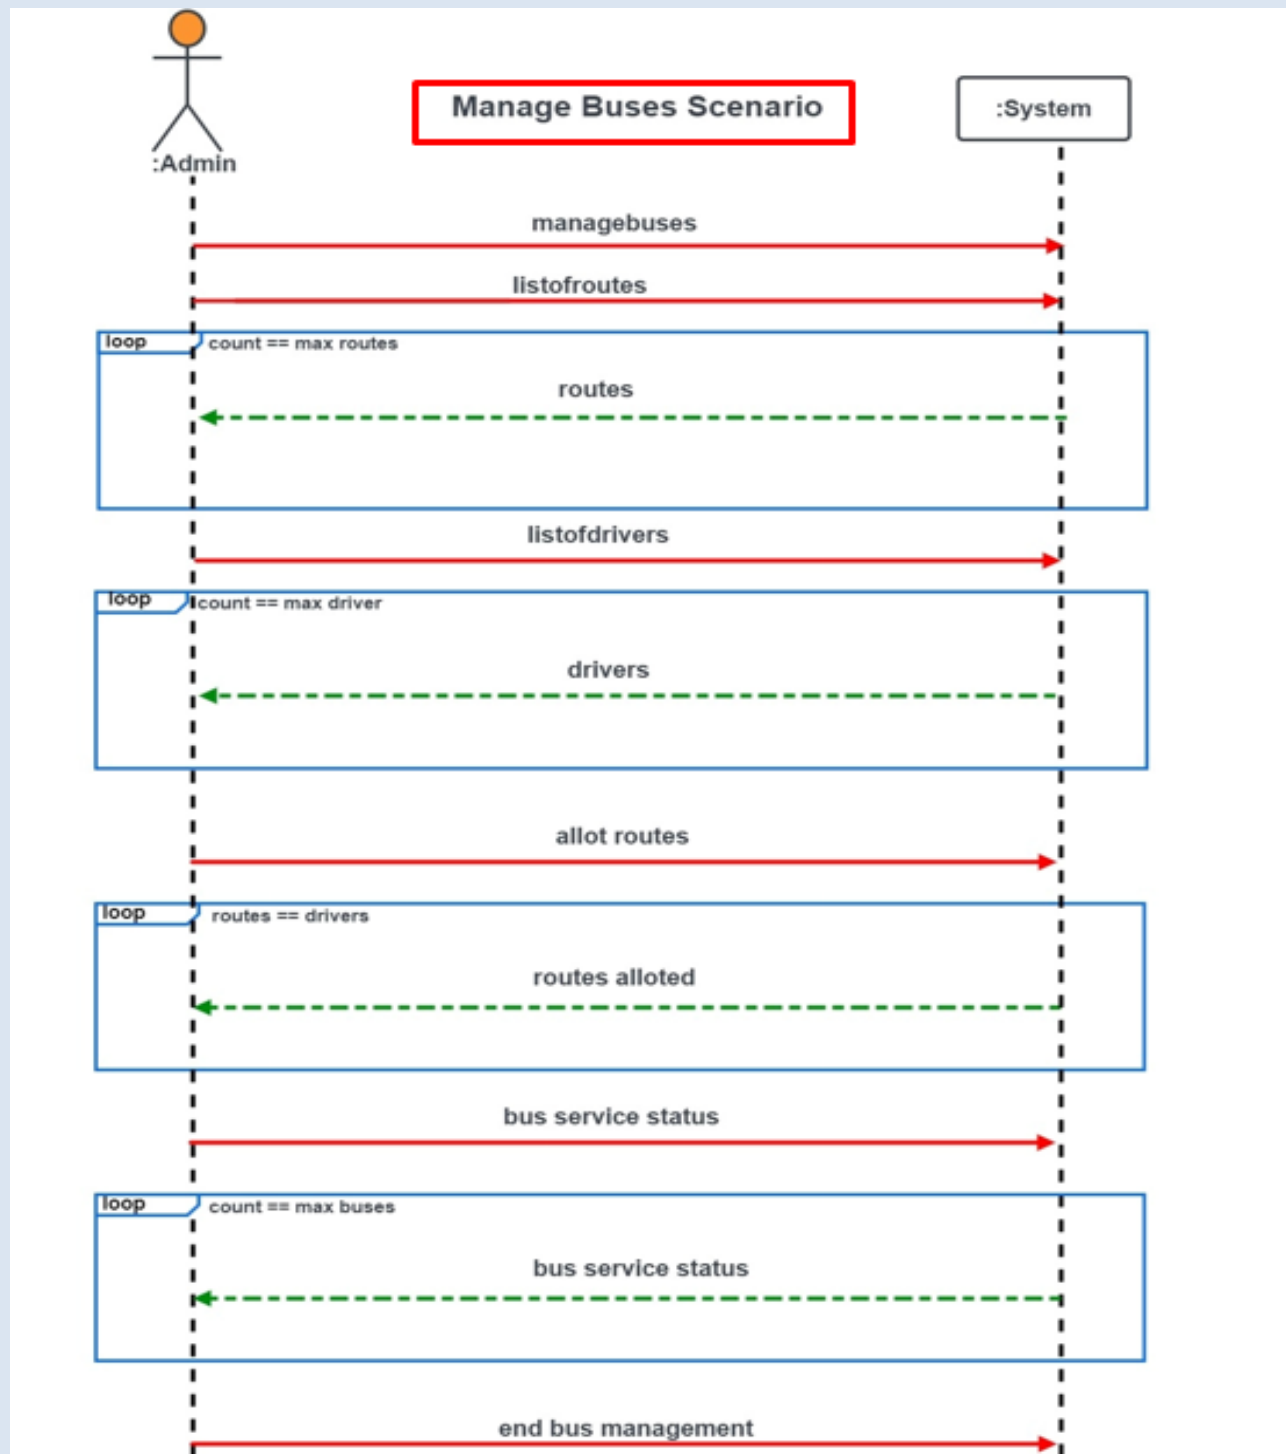 Manage Buses Scenario
:System
:Admin
managebuses
listofroutes
loop
count == max routes
routes
listofdrivers
loop
count == max driver
drivers
allot routes
loop
routes == drivers
routes alloted
bus service status
loop
count == max buses
bus service status
end bus management